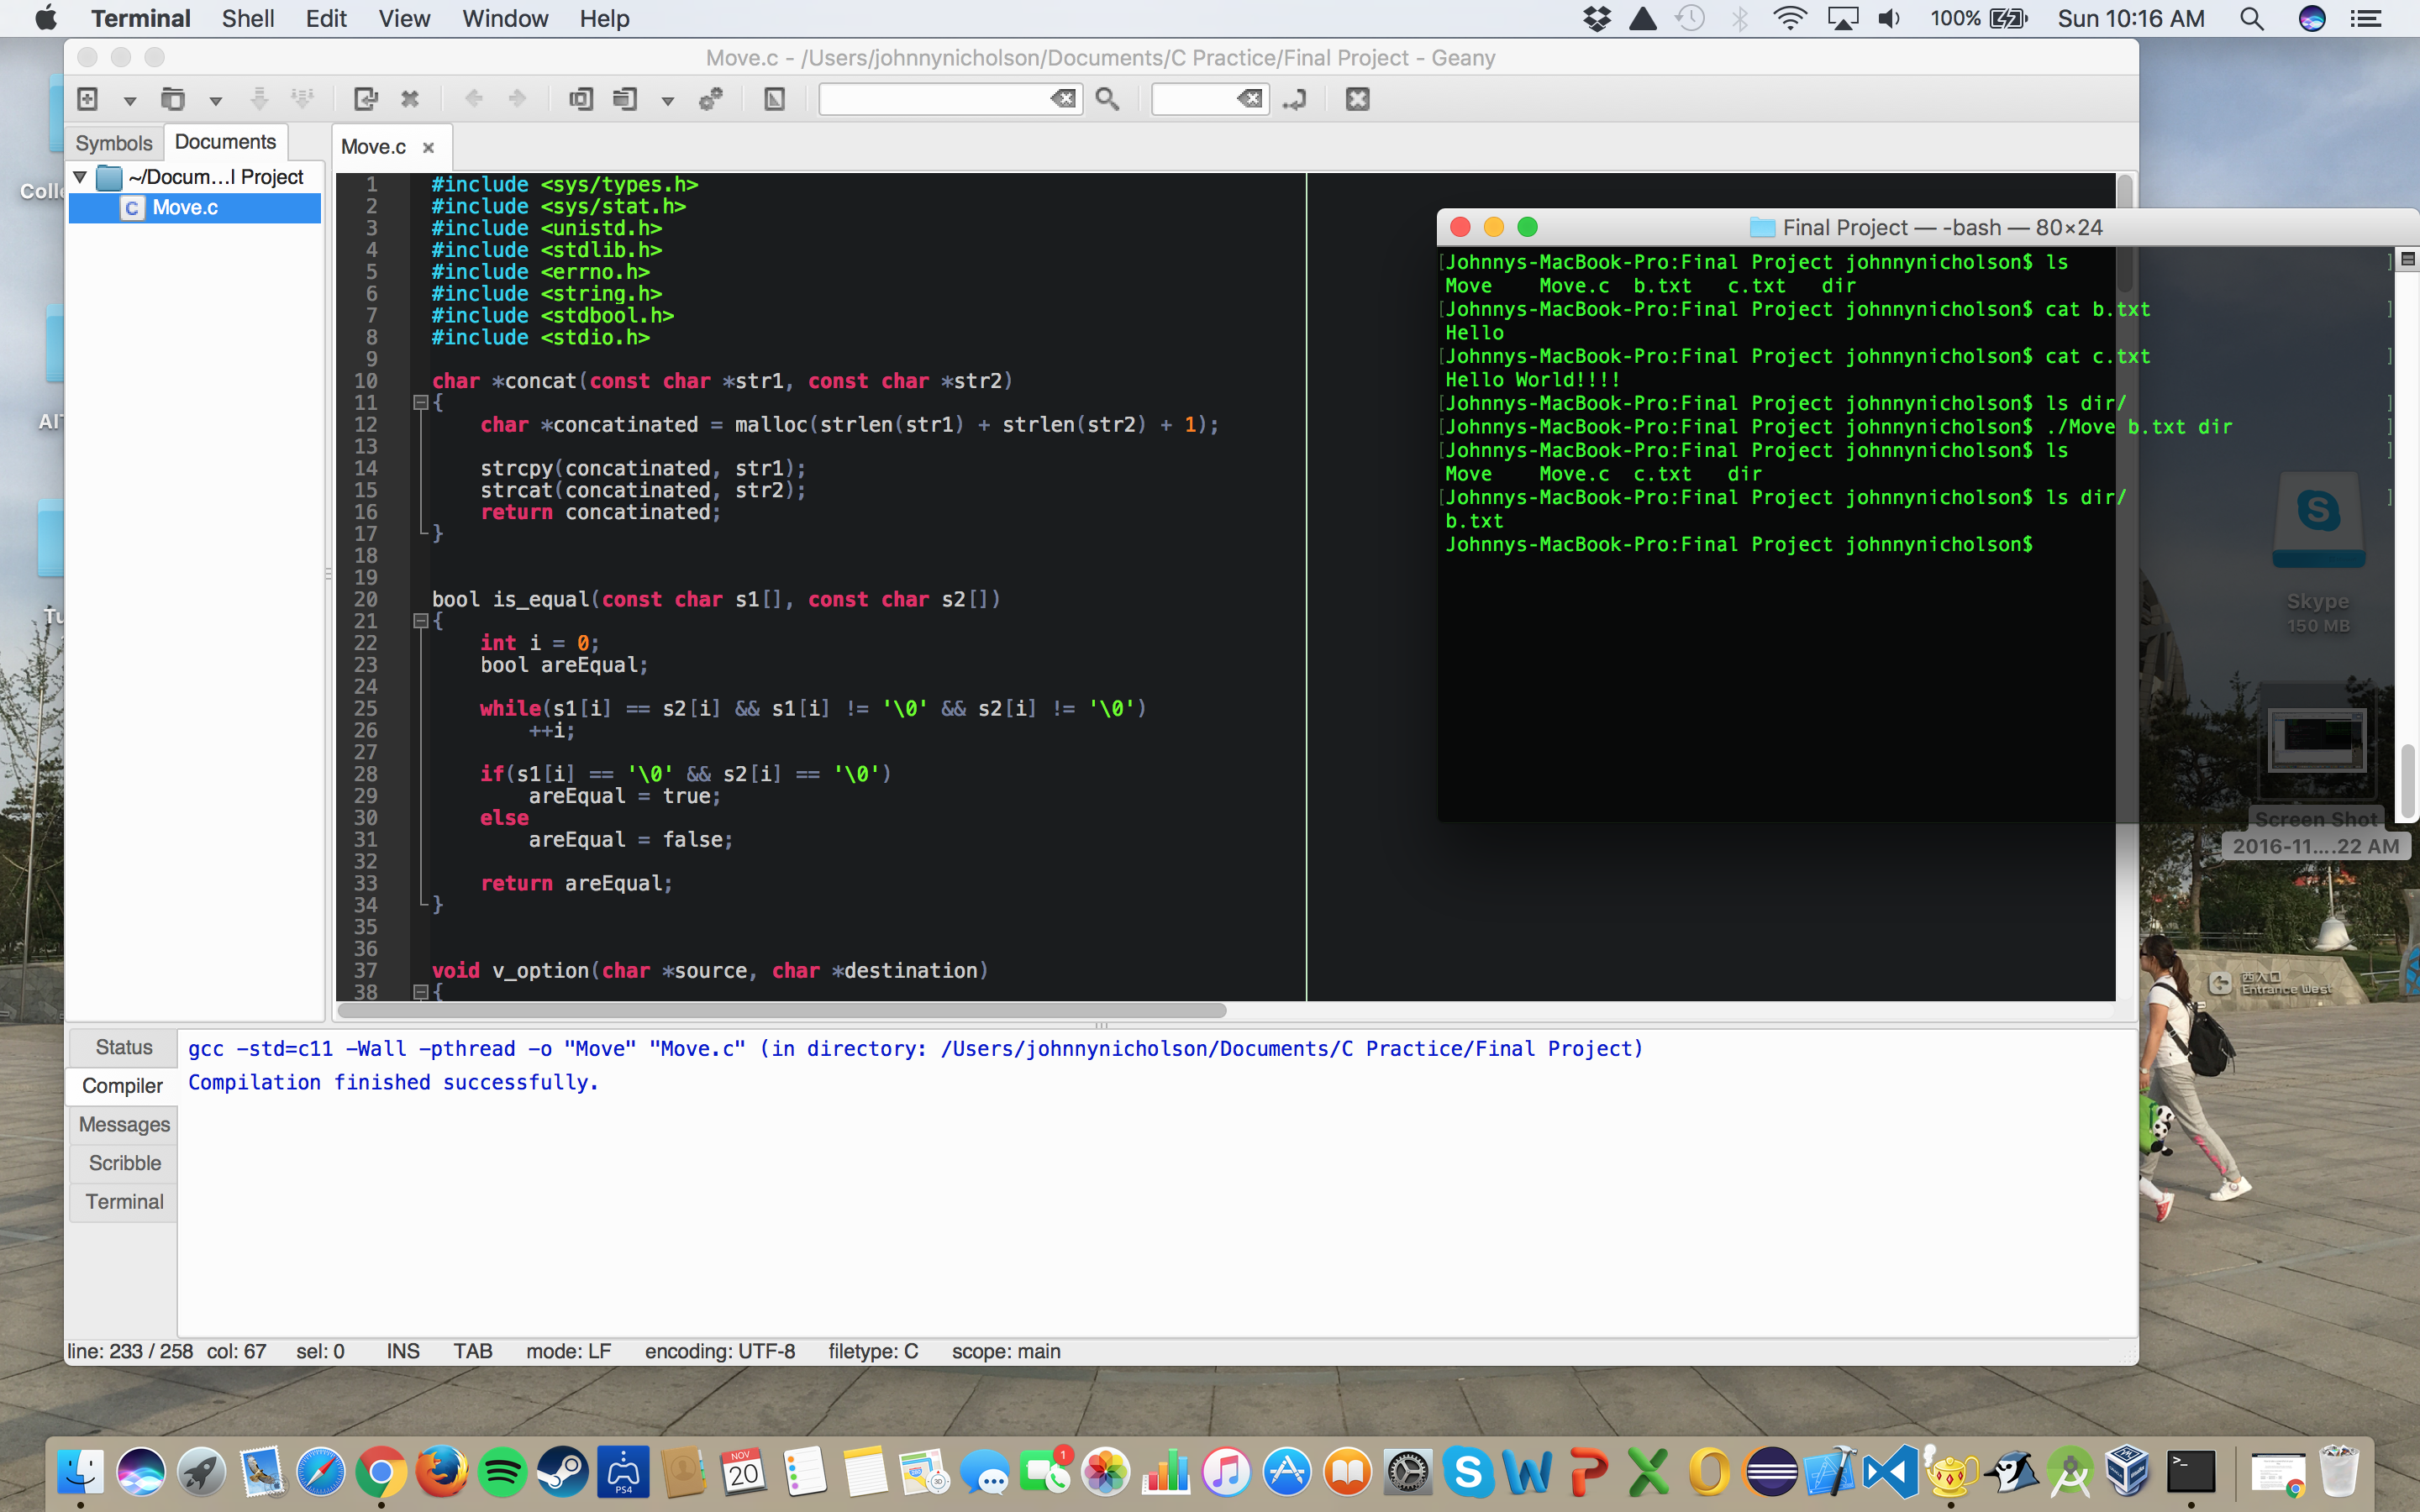 Terminal Shell Edit View Window Help 100% Sun 10:16 AM
Move.c - /Users/johnnynicholson/Documents/C Practice/Final Project - Geany
Symbols Documents
~/Docum...l Project
Move.c
Move.c
1 #include <sys/types.h>
2 #include <sys/stat.h>
3 #include <unistd.h>
4 #include <stdlib.h>
5 #include <errno.h>
6 #include <string.h>
7 #include <stdbool.h>
8 #include <stdio.h>
9
10 char *concat(const char *str1, const char *str2)
11 {
12 char *concatinated = malloc(strlen(str1) + strlen(str2) + 1);
13
14 strcpy(concatinated, str1);
15 strcat(concatinated, str2);
16 return concatinated;
17 }
18
19
20 bool is_equal(const char s1[], const char s2[])
21 {
22 int i = 0;
23 bool areEqual;
24
25 while(s1[i] == s2[i] && s1[i] != '\0' && s2[i] != '\0')
26 ++i;
27
28 if(s1[i] == '\0' && s2[i] == '\0')
29 areEqual = true;
30 else
31 areEqual = false;
32
33 return areEqual;
34 }
35
36
37 void v_option(char *source, char *destination)
38 {
Final Project — -bash — 80×24
[Johnnys-MacBook-Pro:Final Project johnnynicholson$ ls ]
Move Move.c b.txt c.txt dir
[Johnnys-MacBook-Pro:Final Project johnnynicholson$ cat b.txt ]
Hello
[Johnnys-MacBook-Pro:Final Project johnnynicholson$ cat c.txt ]
Hello World!!!!
[Johnnys-MacBook-Pro:Final Project johnnynicholson$ ls dir/ ]
[Johnnys-MacBook-Pro:Final Project johnnynicholson$ ./Move b.txt dir ]
[Johnnys-MacBook-Pro:Final Project johnnynicholson$ ls ]
Move Move.c c.txt dir
[Johnnys-MacBook-Pro:Final Project johnnynicholson$ ls dir/ ]
b.txt
Johnnys-MacBook-Pro:Final Project johnnynicholson$
Skype
150 MB
Screen Shot
2016-11....22 AM
西入口
Entrance West
Status
Compiler
Messages
Scribble
Terminal
gcc -std=c11 -Wall -pthread -o "Move" "Move.c" (in directory: /Users/johnnynicholson/Documents/C Practice/Final Project)
Compilation finished successfully.
line: 233 / 258 col: 67 sel: 0 INS TAB mode: LF encoding: UTF-8 filetype: C scope: main
PS4
NOV
20
3D
1